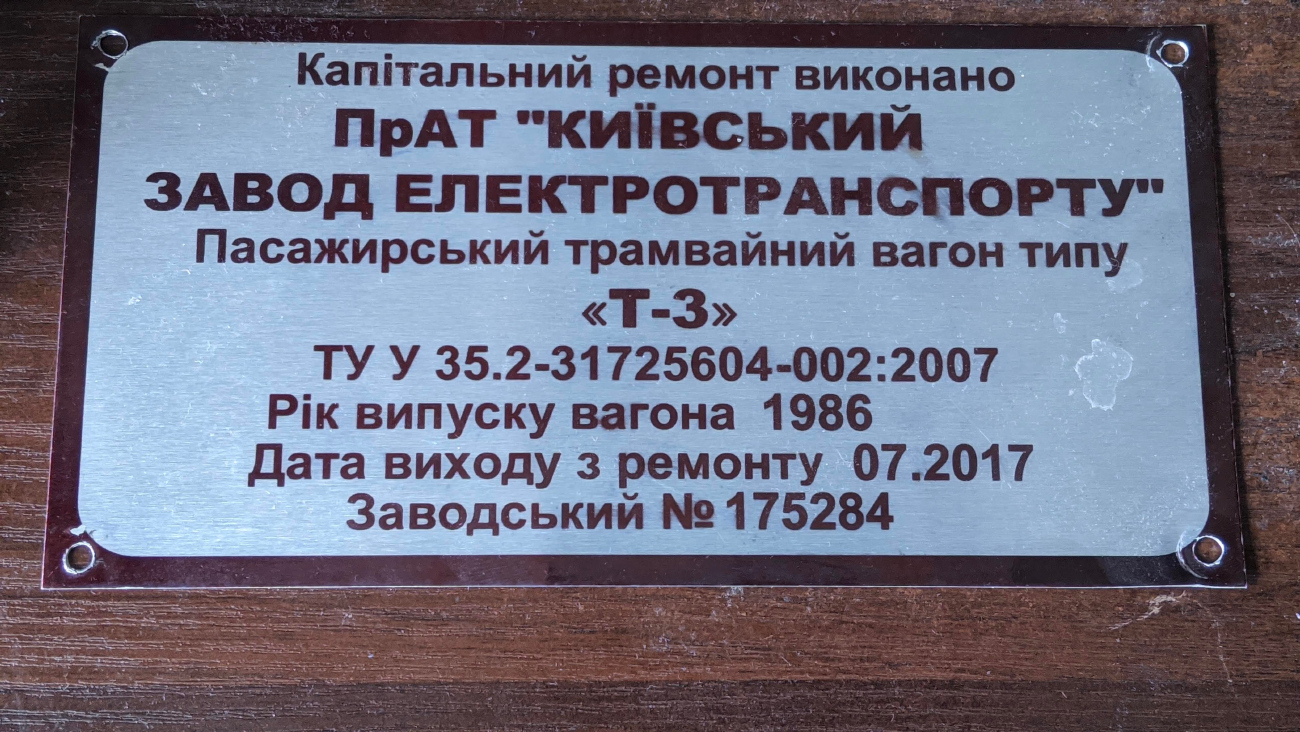 Капітальний ремонт виконано
ПрАТ "КИЇВСЬКИЙ
ЗАВОД ЕЛЕКТРОТРАНСПОРТУ"
Пасажирський трамвайний вагон типу
«Т-3»
ТУ У 35.2-31725604-002:2007
Рік випуску вагона 1986
Дата виходу з ремонту 07.2017
Заводський № 175284